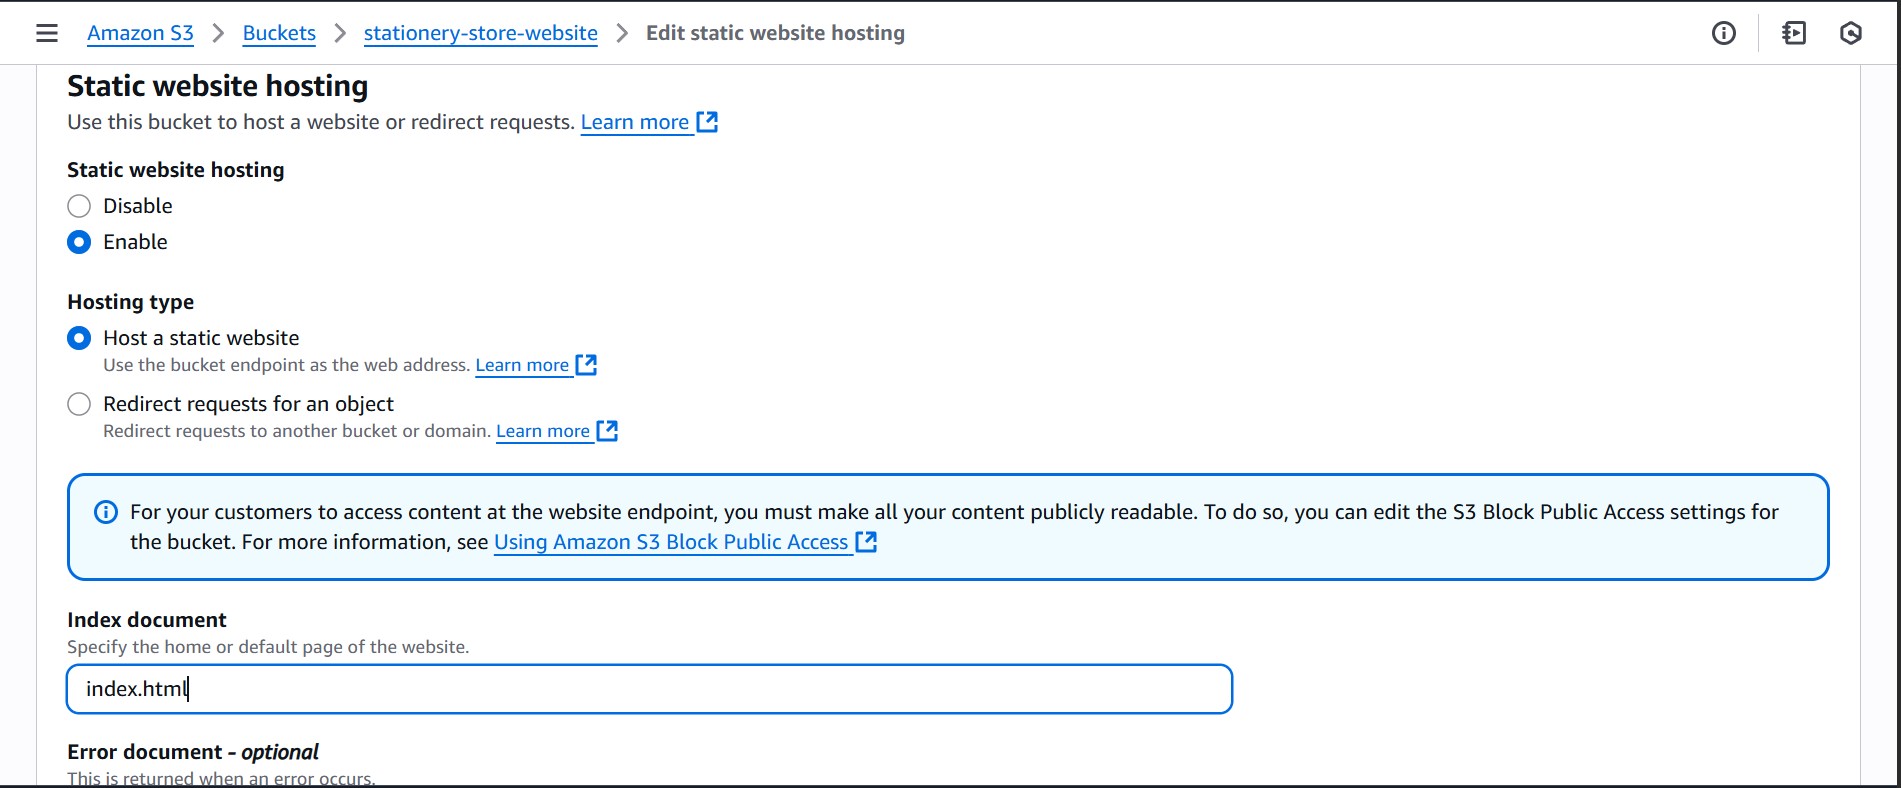 Amazon S3 > Buckets > stationery-store-website > Edit static website hosting
Static website hosting
Use this bucket to host a website or redirect requests. Learn more
Static website hosting
Disable
Enable
Hosting type
Host a static website
Use the bucket endpoint as the web address. Learn more
Redirect requests for an object
Redirect requests to another bucket or domain. Learn more
For your customers to access content at the website endpoint, you must make all your content publicly readable. To do so, you can edit the S3 Block Public Access settings for
the bucket. For more information, see Using Amazon S3 Block Public Access
Index document
Specify the home or default page of the website.
index.html
Error document - optional
This is returned when an error occurs.